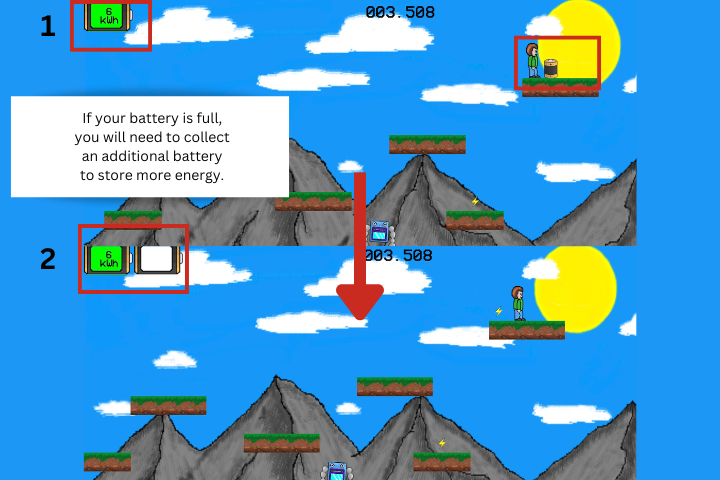 1
6
kWh
003.508
If your battery is full,
you will need to collect
an additional battery
to store more energy.
2
6
kWh
003.508